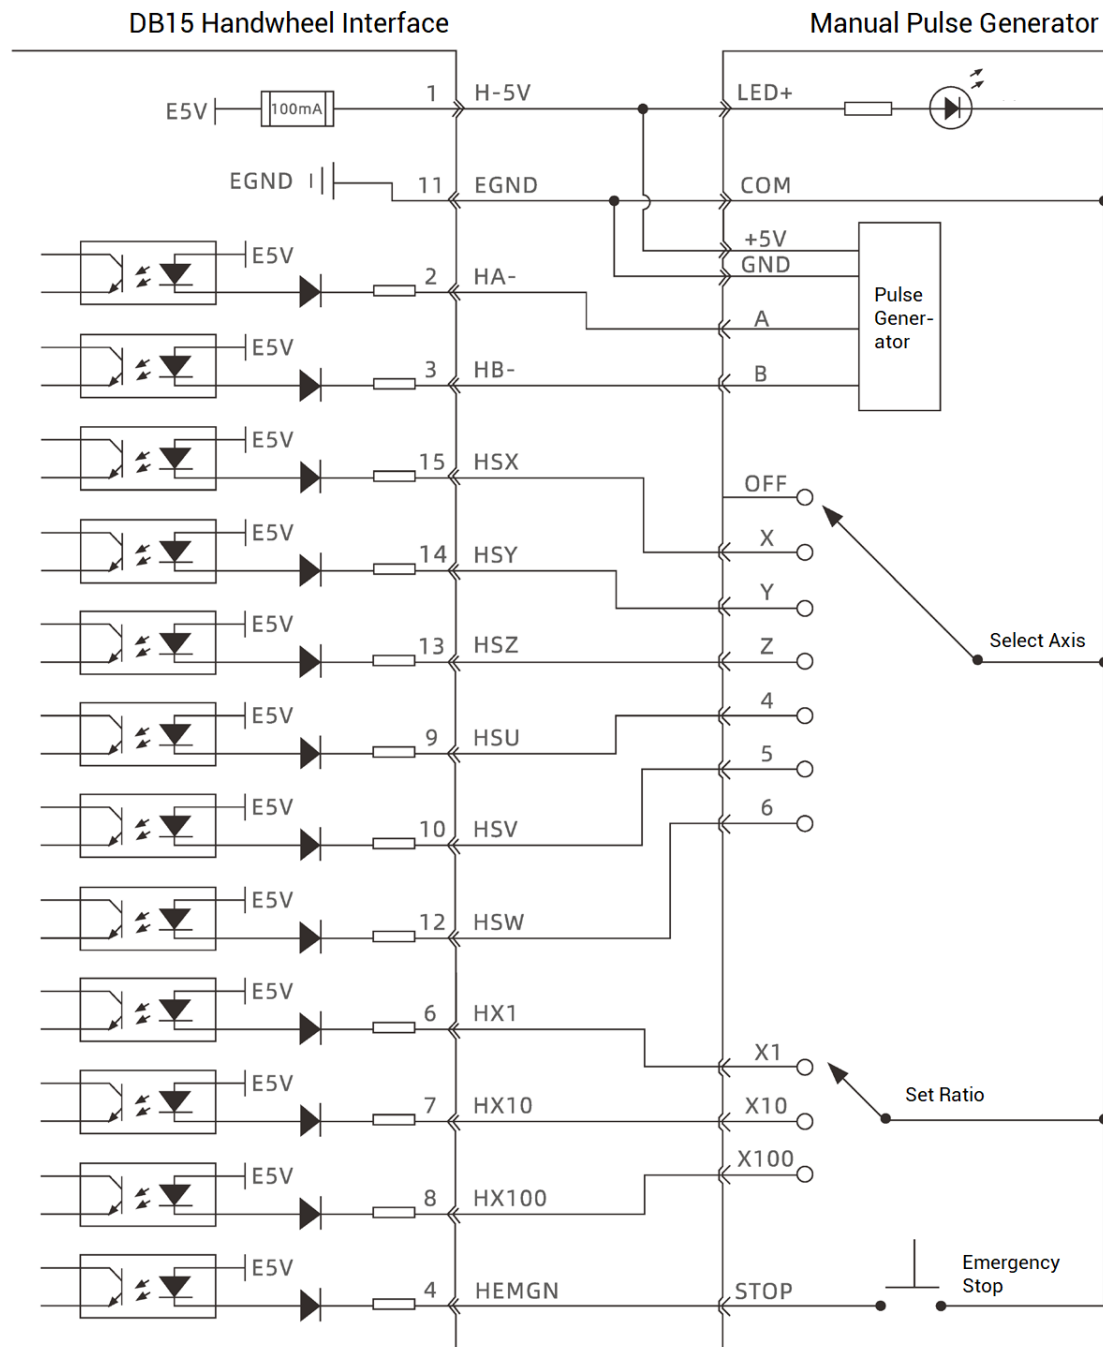 DB15 Handwheel Interface
Manual Pulse Generator
E5V 100mA 1 H-5V LED+
EGND 11 EGND COM
+5V
GND
E5V
2 HA- A
Pulse
Gener-
ator
E5V
3 HB- B
E5V
15 HSX OFF
X
E5V
14 HSY Y
E5V
13 HSZ Z Select Axis
E5V
9 HSU 4
5
E5V
10 HSV 6
E5V
12 HSW
E5V
6 HX1 X1
E5V
7 HX10 X10 Set Ratio
X100
E5V
8 HX100
E5V
4 HEMGN STOP
Emergency
Stop